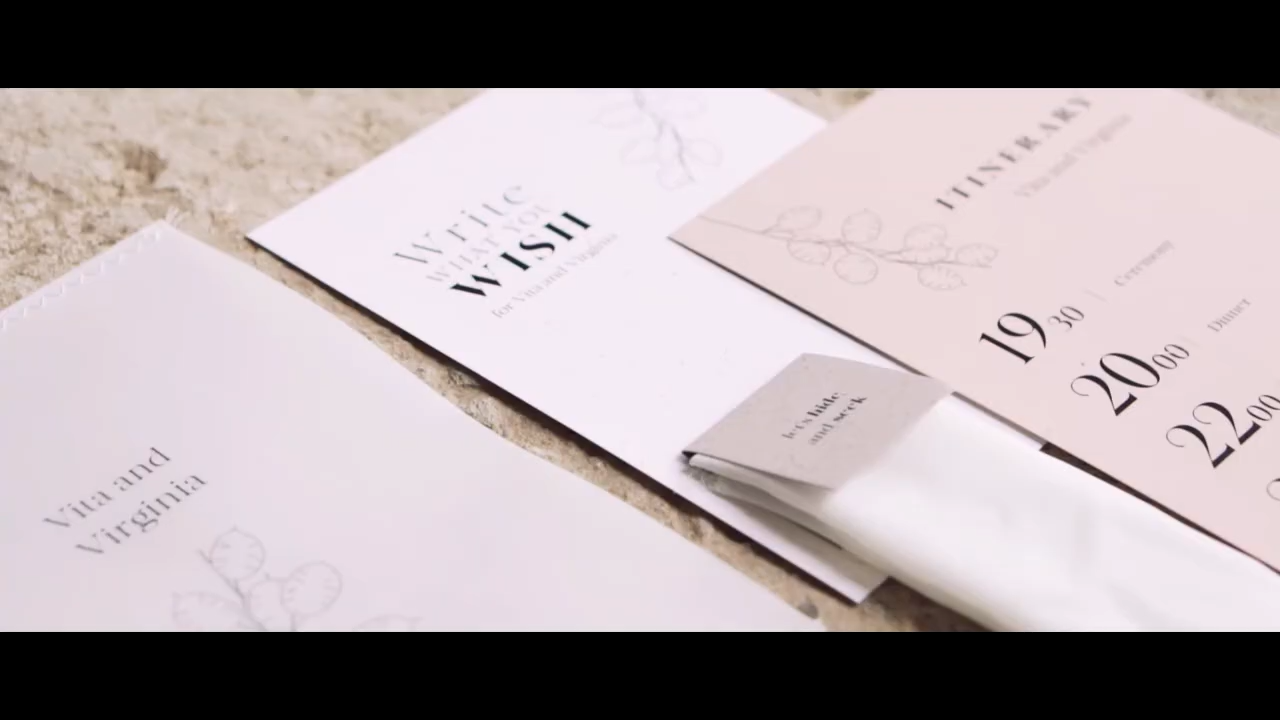 Vita and
Virginia
Write
WHAT YOU
WISH
for Vita and Virginia
let's hide
and seek
ITINERARY
Vita and Virginia
19 30 | Ceremony
20 00 | Dinner
22 00